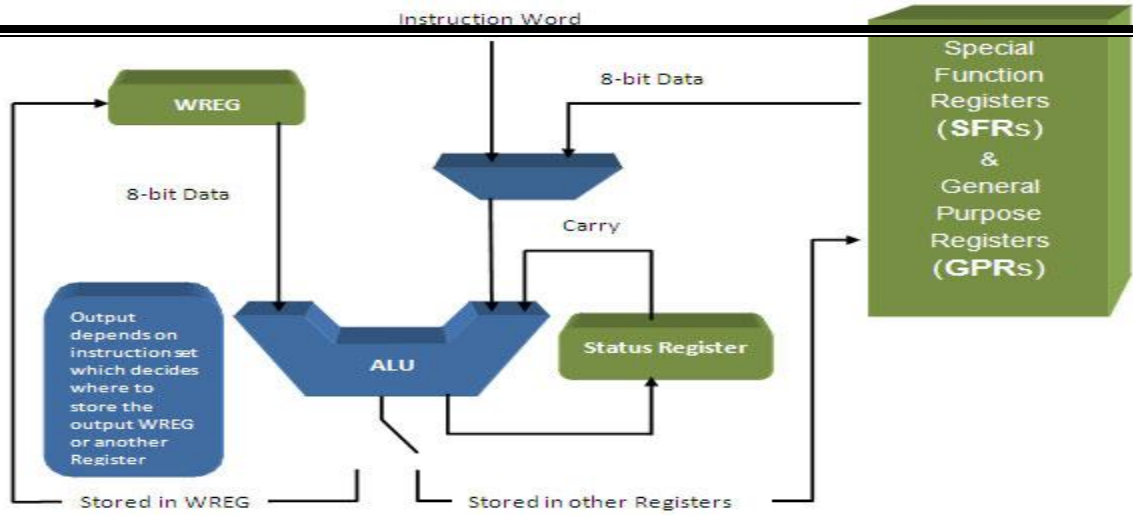 Instruction Word
Special
Function
Registers
(SFRs)
&
General
Purpose
Registers
(GPRs)
8-bit Data
WREG
8-bit Data
Carry
Output
depends on
instruction set
which decides
where to
store the
output WREG
or another
Register
ALU
Status Register
Stored in WREG
Stored in other Registers